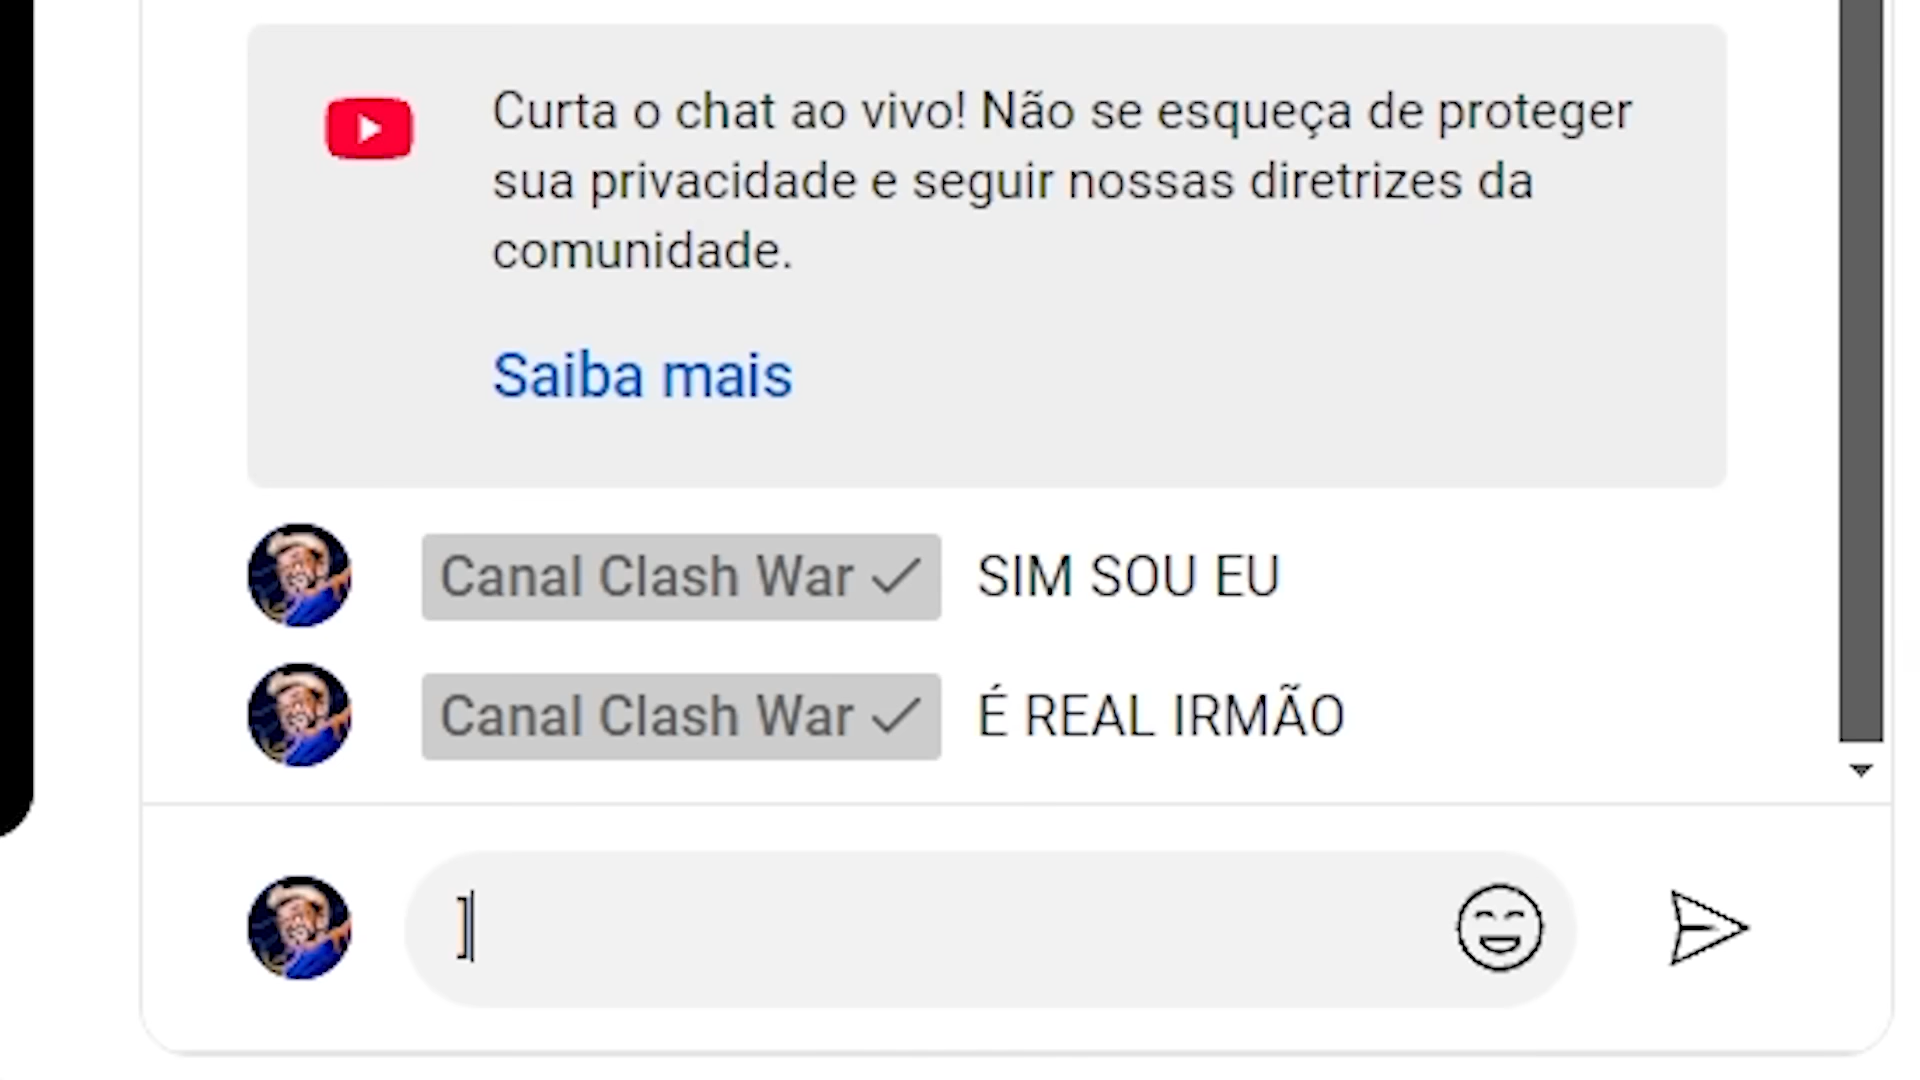 Curta o chat ao vivo! Não se esqueça de proteger
sua privacidade e seguir nossas diretrizes da
comunidade.
Saiba mais
Canal Clash War ✓ SIM SOU EU
Canal Clash War ✓ É REAL IRMÃO
]